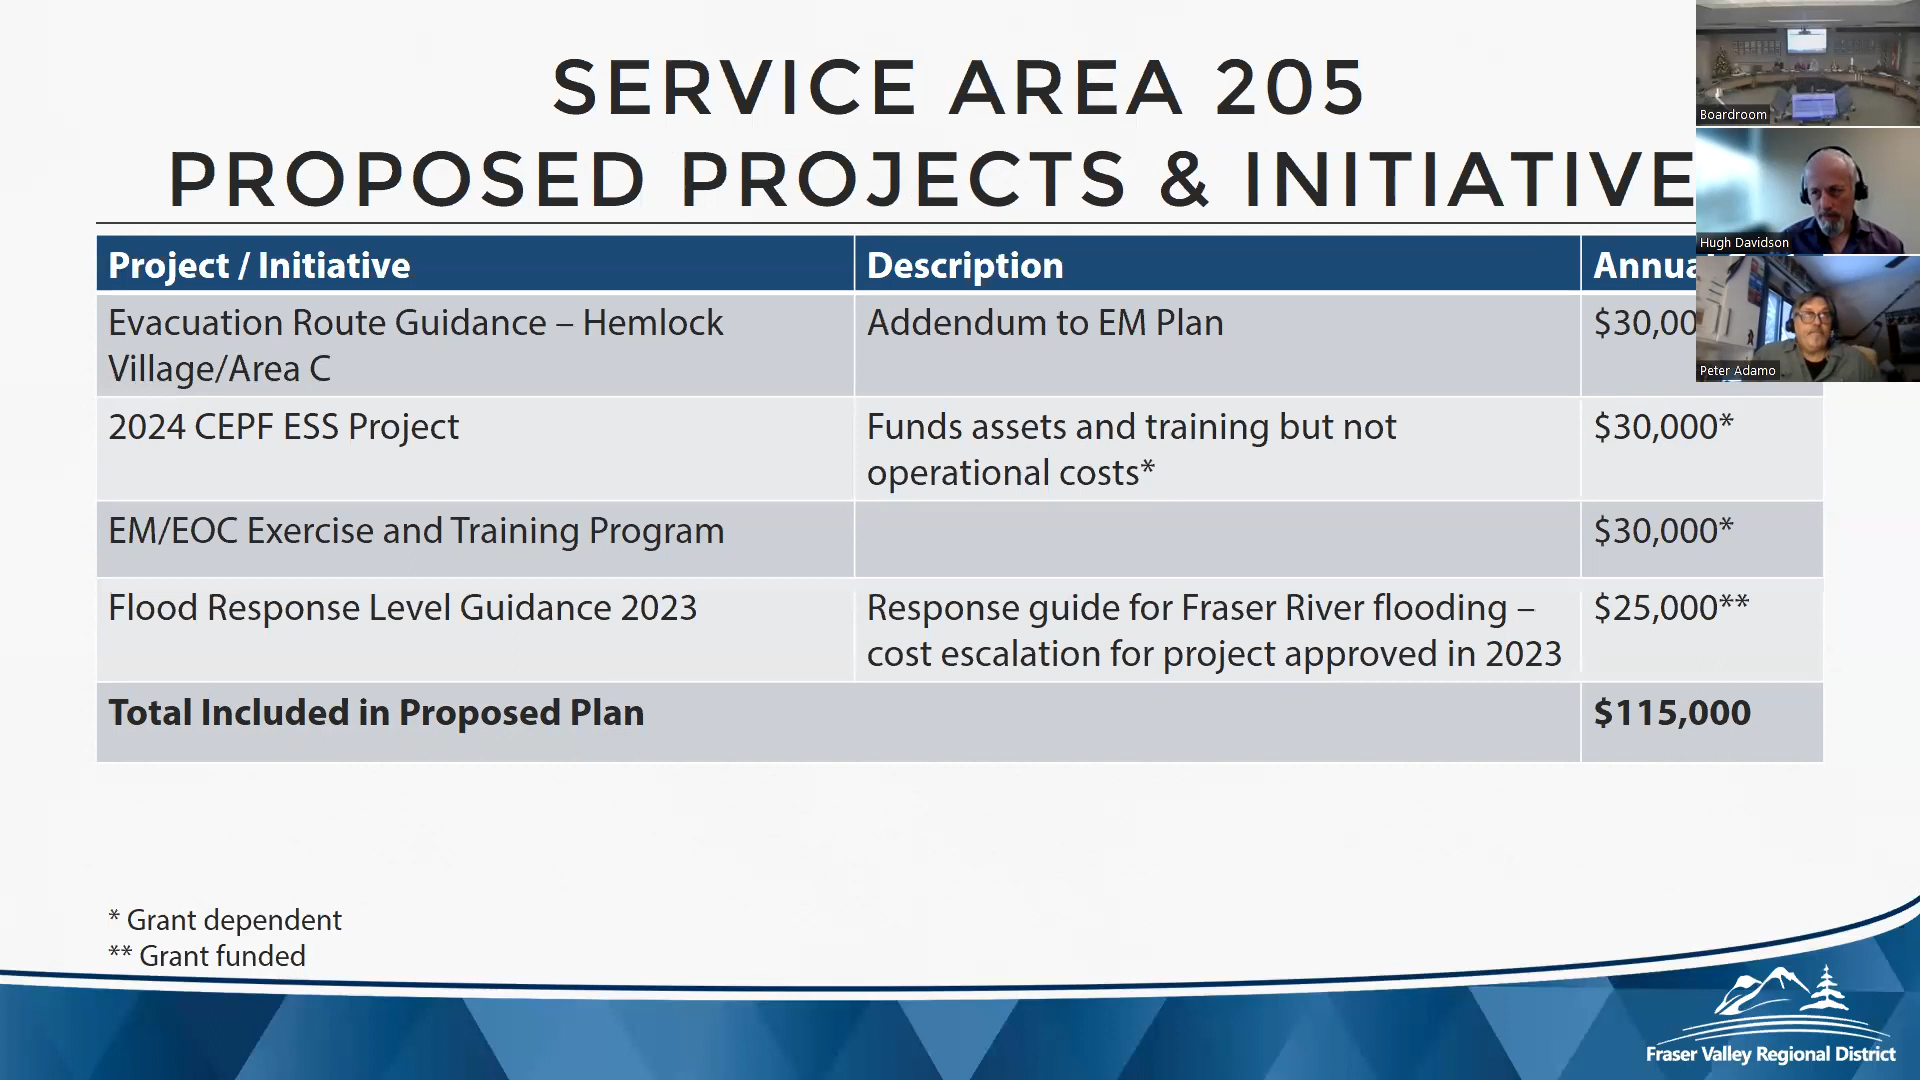 SERVICE AREA 205
PROPOSED PROJECTS & INITIATIVE
Project / Initiative
Description
Annua
Evacuation Route Guidance – Hemlock
Village/Area C
Addendum to EM Plan
$30,00
2024 CEPF ESS Project
Funds assets and training but not
operational costs*
$30,000*
EM/EOC Exercise and Training Program
$30,000*
Flood Response Level Guidance 2023
Response guide for Fraser River flooding –
cost escalation for project approved in 2023
$25,000**
Total Included in Proposed Plan
$115,000
* Grant dependent
** Grant funded
Fraser Valley Regional District
Boardroom
Hugh Davidson
Peter Adamo